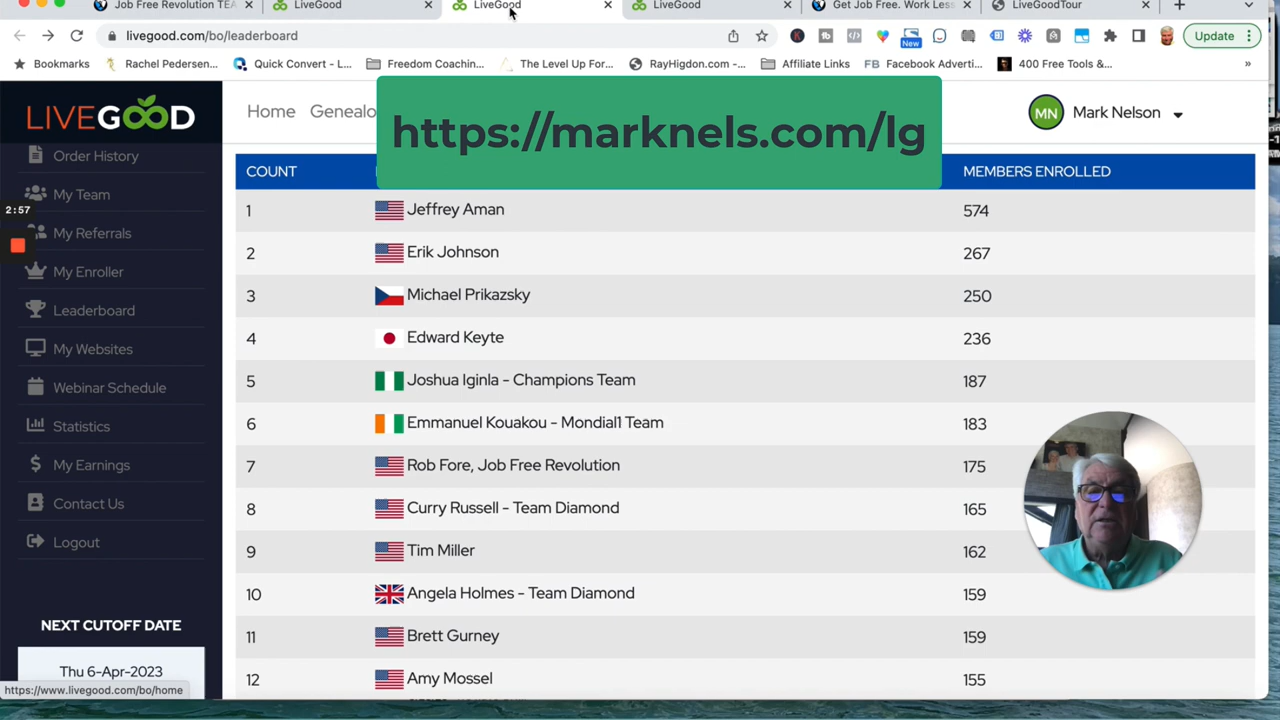 Job Free Revolution TEA
LiveGood
LiveGood
LiveGood
Get Job Free. Work Less
LiveGoodTour
livegood.com/bo/leaderboard
New
Update
Bookmarks
Rachel Pedersen...
Quick Convert - L...
Freedom Coachin...
The Level Up For...
RayHigdon.com -...
Affiliate Links
FB Facebook Adverti...
400 Free Tools &...
»
LIVEGOOD
Home
Genealo
https://marknels.com/lg
MN
Mark Nelson
Order History
My Team
2:57
My Referrals
My Enroller
Leaderboard
My Websites
Webinar Schedule
Statistics
My Earnings
Contact Us
Logout
NEXT CUTOFF DATE
Thu 6-Apr-2023
https://www.livegood.com/bo/home
COUNT MEMBERS ENROLLED
1 Jeffrey Aman 574
2 Erik Johnson 267
3 Michael Prikazsky 250
4 Edward Keyte 236
5 Joshua Iginla - Champions Team 187
6 Emmanuel Kouakou - Mondial1 Team 183
7 Rob Fore, Job Free Revolution 175
8 Curry Russell - Team Diamond 165
9 Tim Miller 162
10 Angela Holmes - Team Diamond 159
11 Brett Gurney 159
12 Amy Mossel 155